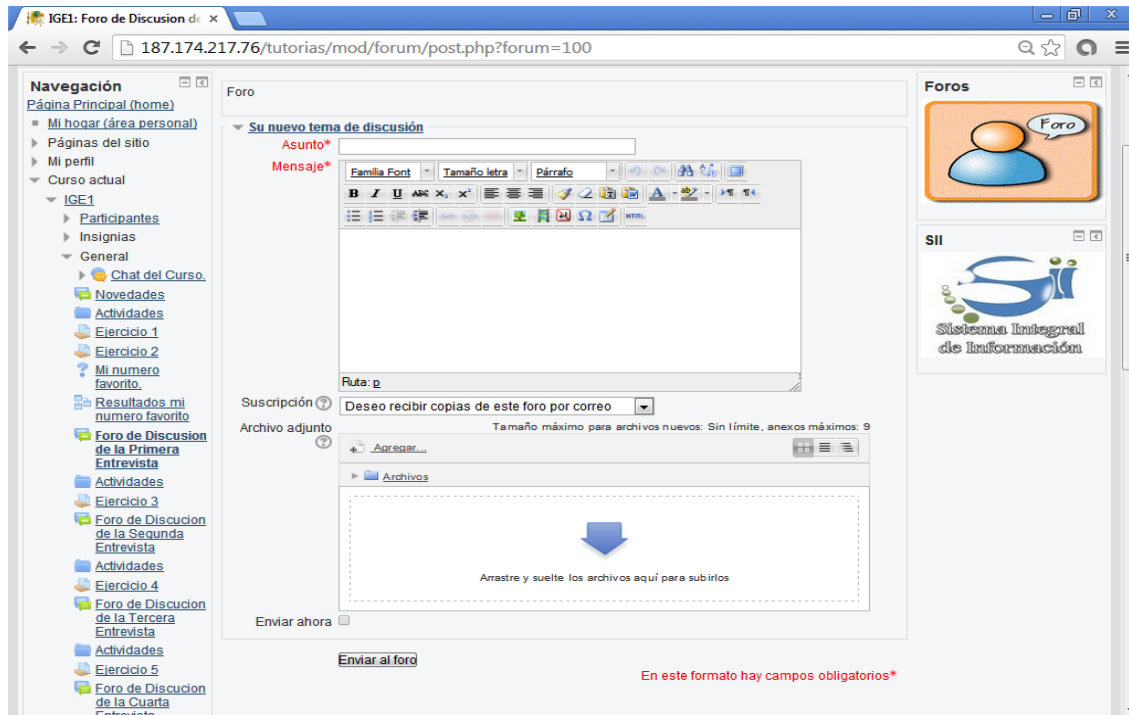 IGE1: Foro de Discusion de
187.174.217.76/tutorias/mod/forum/post.php?forum=100
Navegación
Página Principal (home)
Mi hogar (área personal)
Páginas del sitio
Mi perfil
Curso actual
IGE1
Participantes
Insignias
General
Chat del Curso.
Novedades
Actividades
Ejercicio 1
Ejercicio 2
Mi numero
favorito.
Resultados mi
numero favorito
Foro de Discusion
de la Primera
Entrevista
Actividades
Ejercicio 3
Foro de Discucion
de la Segunda
Entrevista
Actividades
Ejercicio 4
Foro de Discucion
de la Tercera
Entrevista
Actividades
Ejercicio 5
Foro de Discucion
de la Cuarta
Entrevista
Foro
Su nuevo tema de discusión
Asunto*
Mensaje*
Familia Font Tamaño letra Párrafo
B I U ABC X₂ X²
HTML
Ruta: p
Suscripción
Deseo recibir copias de este foro por correo
Archivo adjunto
Tamaño máximo para archivos nuevos: Sin límite, anexos máximos: 9
Agregar...
Archivos
Arrastre y suelte los archivos aquí para subirlos
Enviar ahora
Enviar al foro
En este formato hay campos obligatorios*
Foros
Foro
SII
Sii
Sistema Integral
de Información